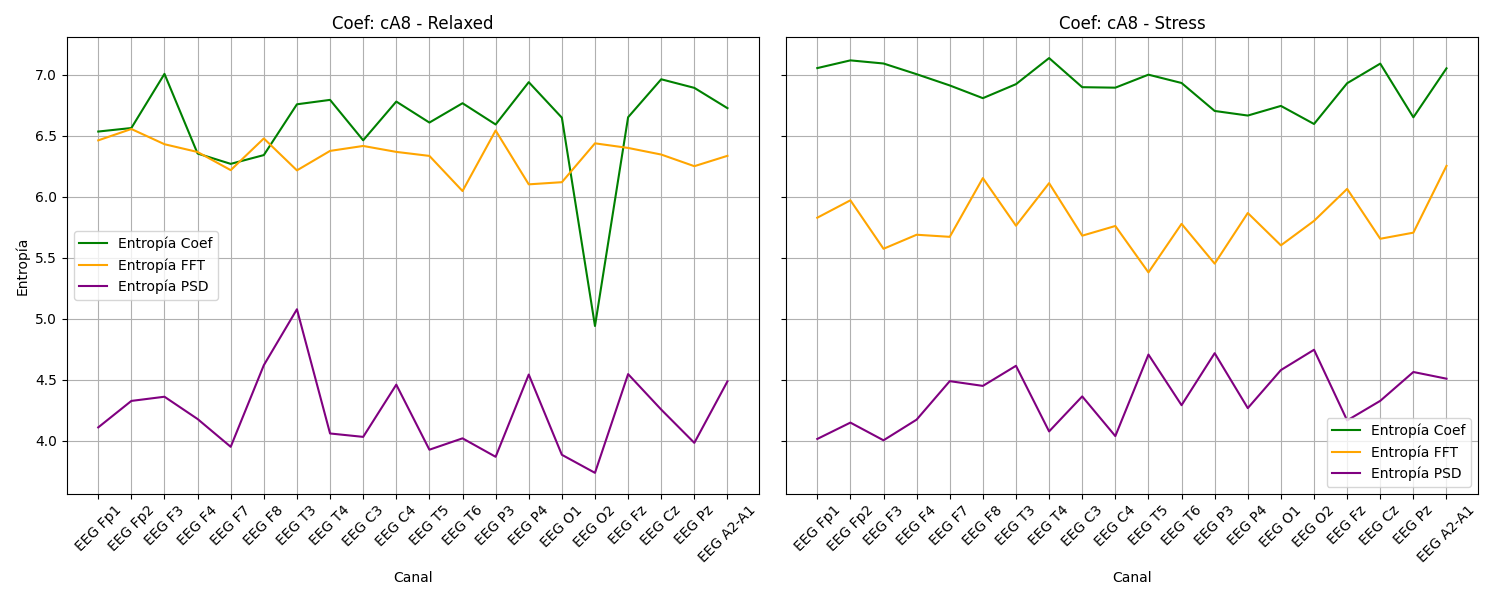 Coef: cA8 - Relaxed
Entropía
7.0
6.5
6.0
5.5
5.0
4.5
4.0
Entropía Coef
Entropía FFT
Entropía PSD
EEG Fp1
EEG Fp2
EEG F3
EEG F4
EEG F7
EEG F8
EEG T3
EEG T4
EEG C3
EEG C4
EEG T5
EEG T6
EEG P3
EEG P4
EEG O1
EEG O2
EEG Fz
EEG Cz
EEG Pz
EEG A2-A1
Canal
Coef: cA8 - Stress
Entropía Coef
Entropía FFT
Entropía PSD
EEG Fp1
EEG Fp2
EEG F3
EEG F4
EEG F7
EEG F8
EEG T3
EEG T4
EEG C3
EEG C4
EEG T5
EEG T6
EEG P3
EEG P4
EEG O1
EEG O2
EEG Fz
EEG Cz
EEG Pz
EEG A2-A1
Canal